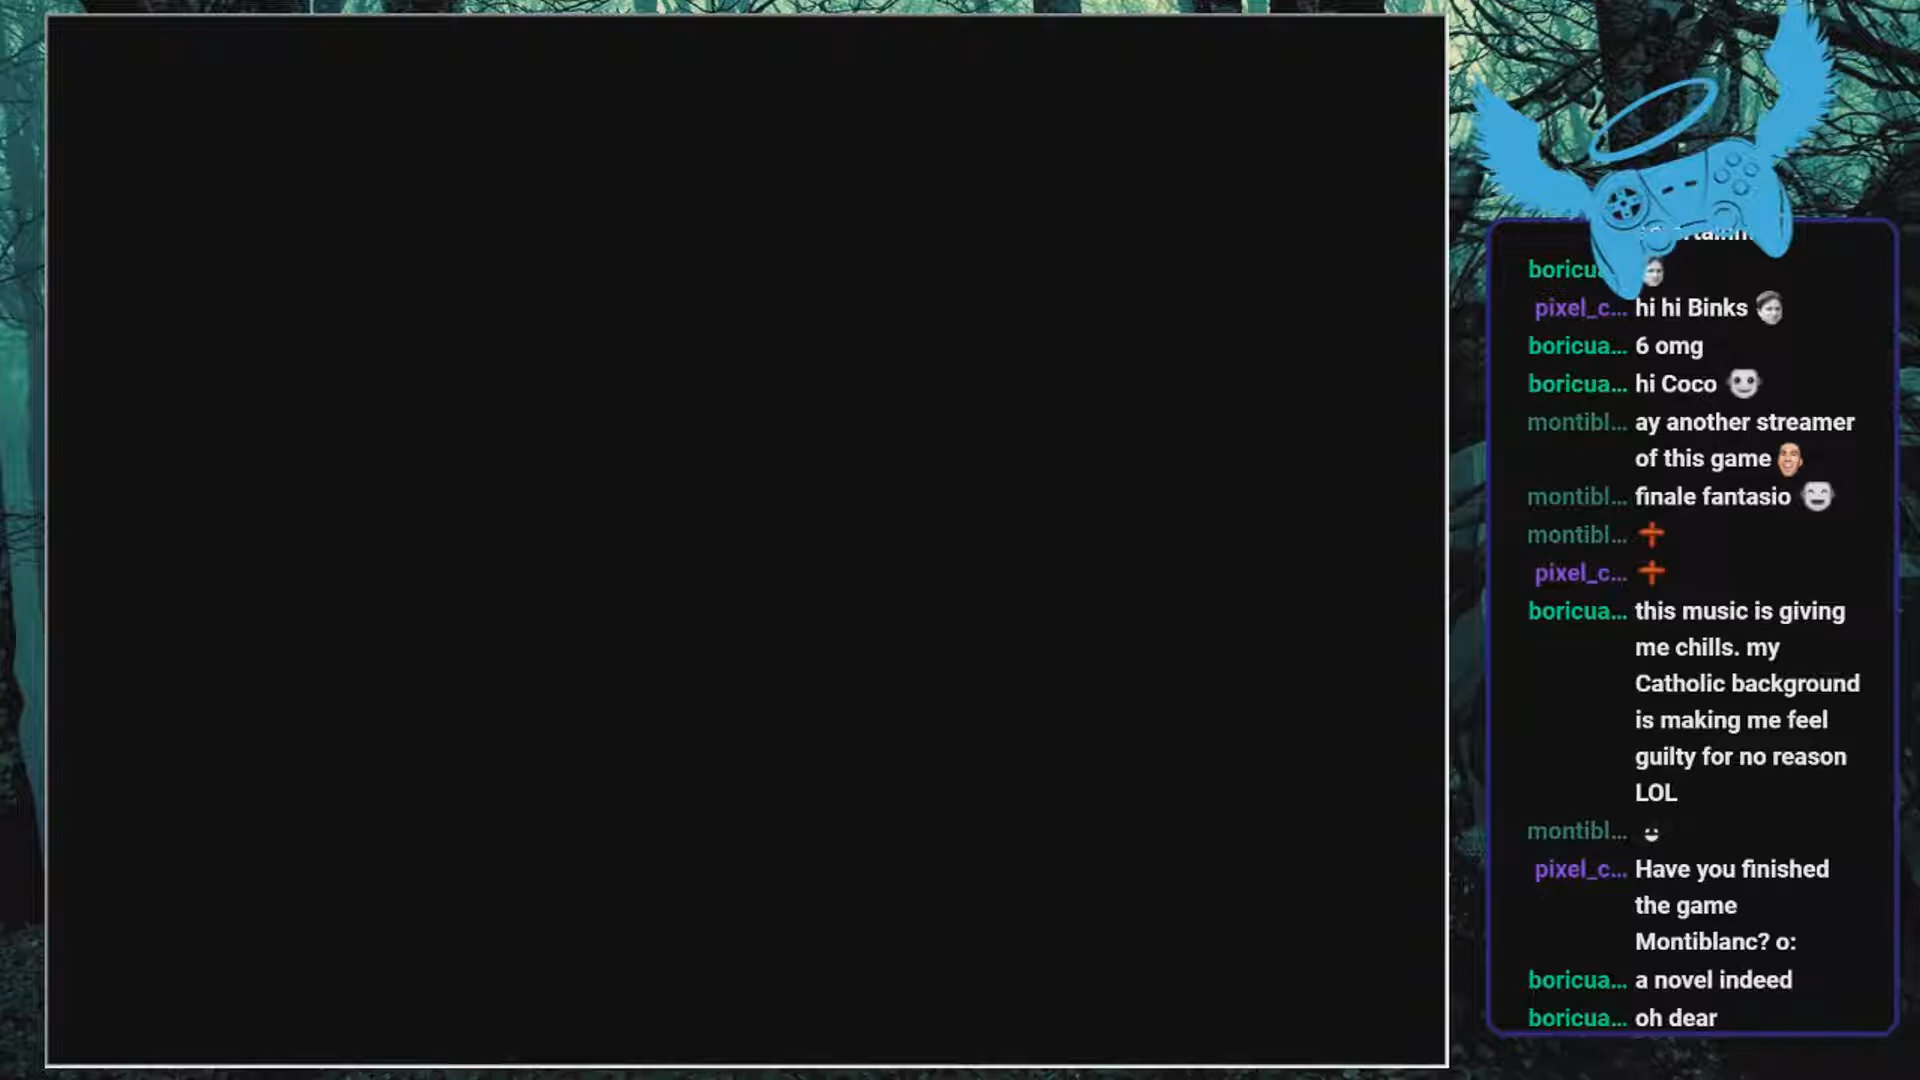 boricua...
pixel_c... hi hi Binks
boricua... 6 omg
boricua... hi Coco
montibl... ay another streamer
of this game
montibl... finale fantasio
montibl...
pixel_c...
boricua... this music is giving
me chills. my
Catholic background
is making me feel
guilty for no reason
LOL
montibl...
pixel_c... Have you finished
the game
Montiblanc? o:
boricua... a novel indeed
boricua... oh dear